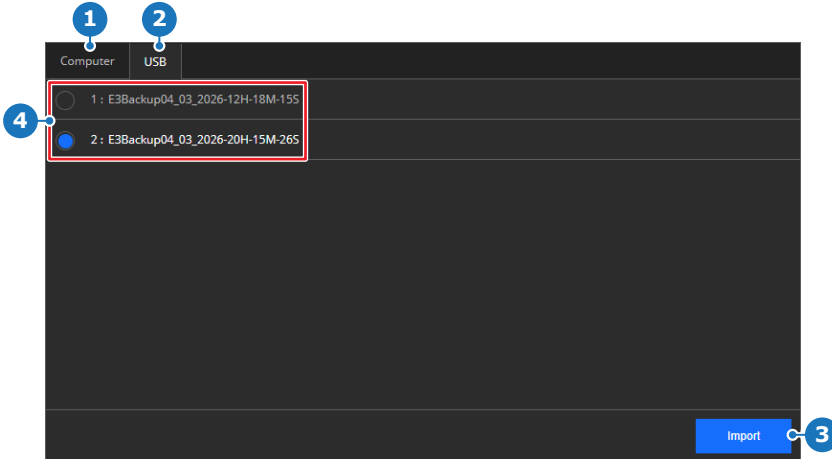 1 2
Computer USB
4
1 : E3Backup04_03_2026-12H-18M-15S
2 : E3Backup04_03_2026-20H-15M-26S
Import 3